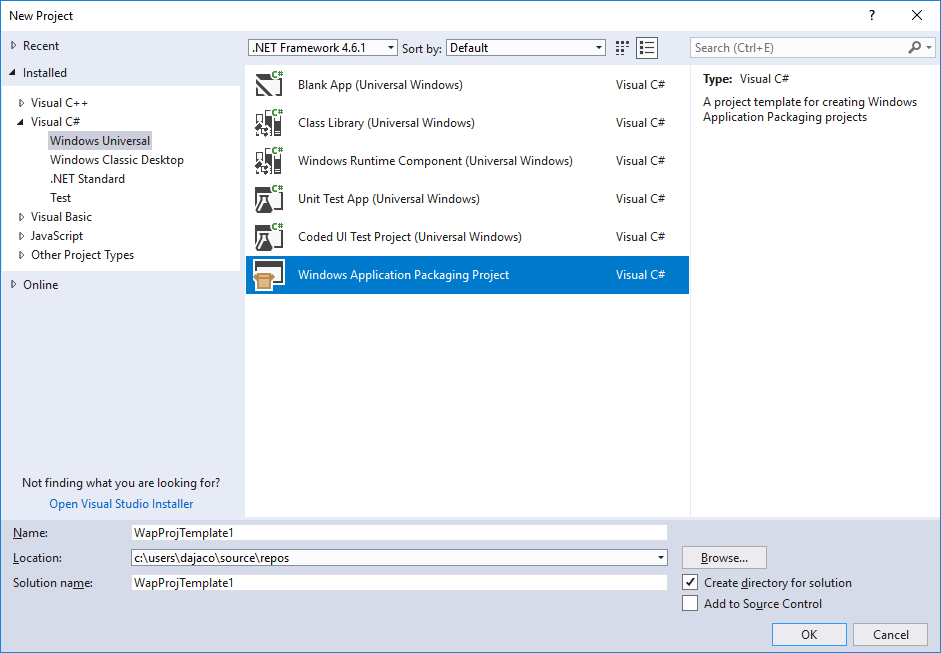 New Project
?
Recent
.NET Framework 4.6.1
Sort by:
Default
Search (Ctrl+E)
Installed
Visual C++
Visual C#
Windows Universal
Windows Classic Desktop
.NET Standard
Test
Visual Basic
JavaScript
Other Project Types
Online
C#
Blank App (Universal Windows)
Visual C#
C#
Class Library (Universal Windows)
Visual C#
C#
Windows Runtime Component (Universal Windows)
Visual C#
C#
Unit Test App (Universal Windows)
Visual C#
C#
Coded UI Test Project (Universal Windows)
Visual C#
Windows Application Packaging Project
Visual C#
Type: Visual C#
A project template for creating Windows
Application Packaging projects
Not finding what you are looking for?
Open Visual Studio Installer
Name:
WapProjTemplate1
Location:
c:\users\dajaco\source\repos
Browse...
Solution name:
WapProjTemplate1
Create directory for solution
Add to Source Control
OK
Cancel